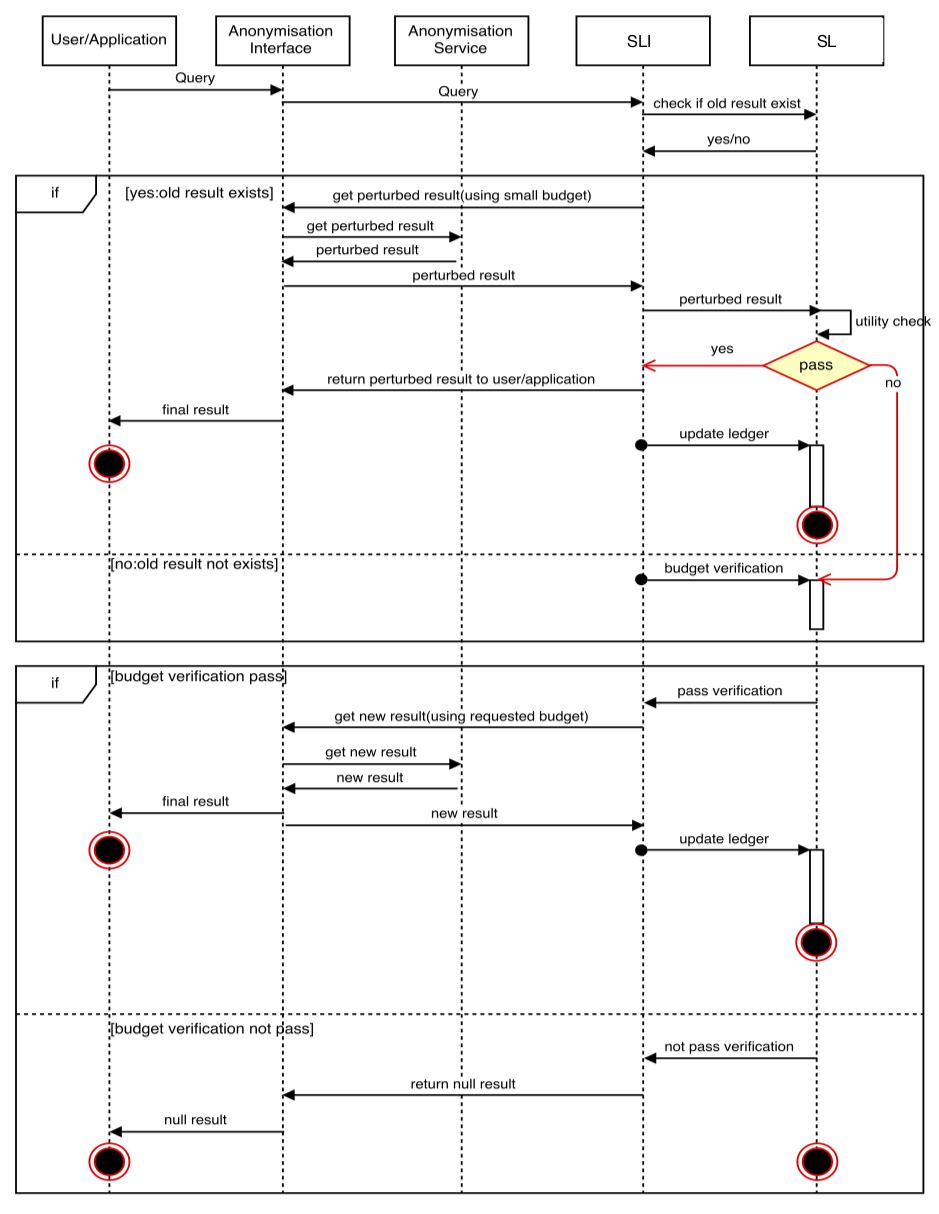 User/Application
Anonymisation
Interface
Anonymisation
Service
SLI
SL
Query
Query
check if old result exist
yes/no
if
[yes:old result exists]
get perturbed result(using small budget)
get perturbed result
perturbed result
perturbed result
perturbed result
utility check
yes
pass
no
return perturbed result to user/application
final result
update ledger
[no:old result not exists]
budget verification
if
[budget verification pass]
pass verification
get new result(using requested budget)
get new result
new result
final result
new result
update ledger
[budget verification not pass]
not pass verification
return null result
null result